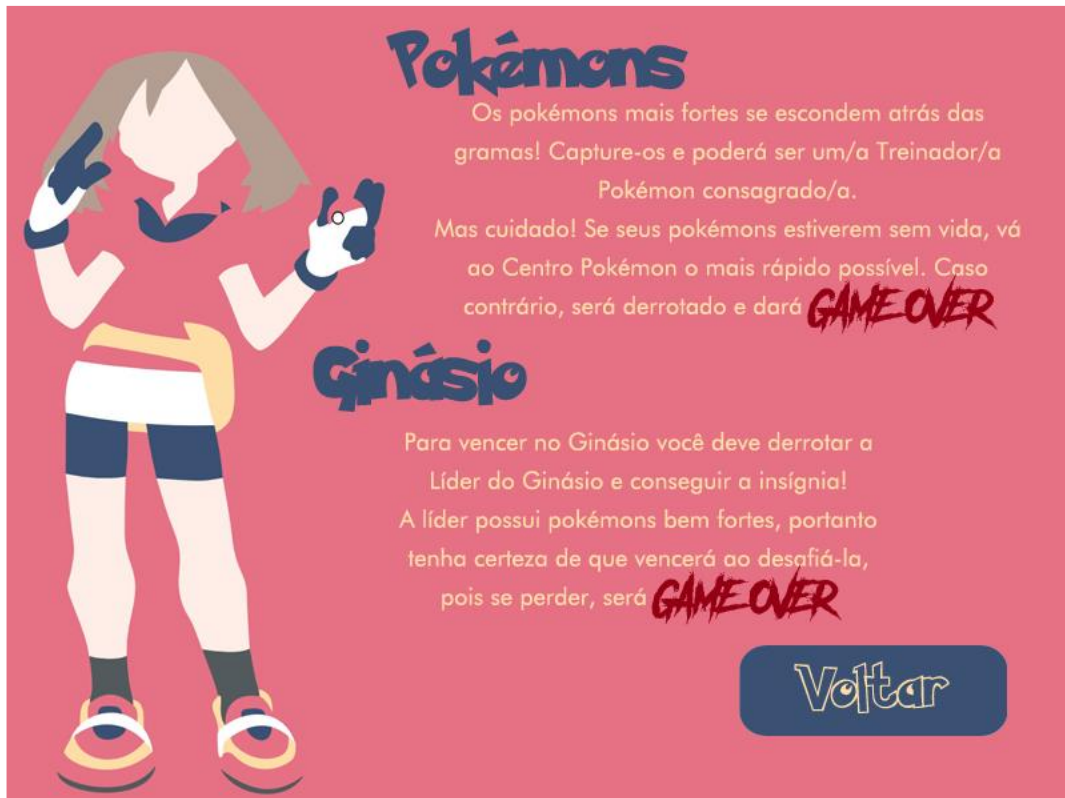 Pokémons
Os pokémons mais fortes se escondem atrás das
gramas! Capture-os e poderá ser um/a Treinador/a
Pokémon consagrado/a.
Mas cuidado! Se seus pokémons estiverem sem vida, vá
ao Centro Pokémon o mais rápido possível. Caso
contrário, será derrotado e dará GAME OVER
Ginásio
Para vencer no Ginásio você deve derrotar a
Líder do Ginásio e conseguir a insígnia!
A líder possui pokémons bem fortes, portanto
tenha certeza de que vencerá ao desafiá-la,
pois se perder, será GAME OVER
Voltar